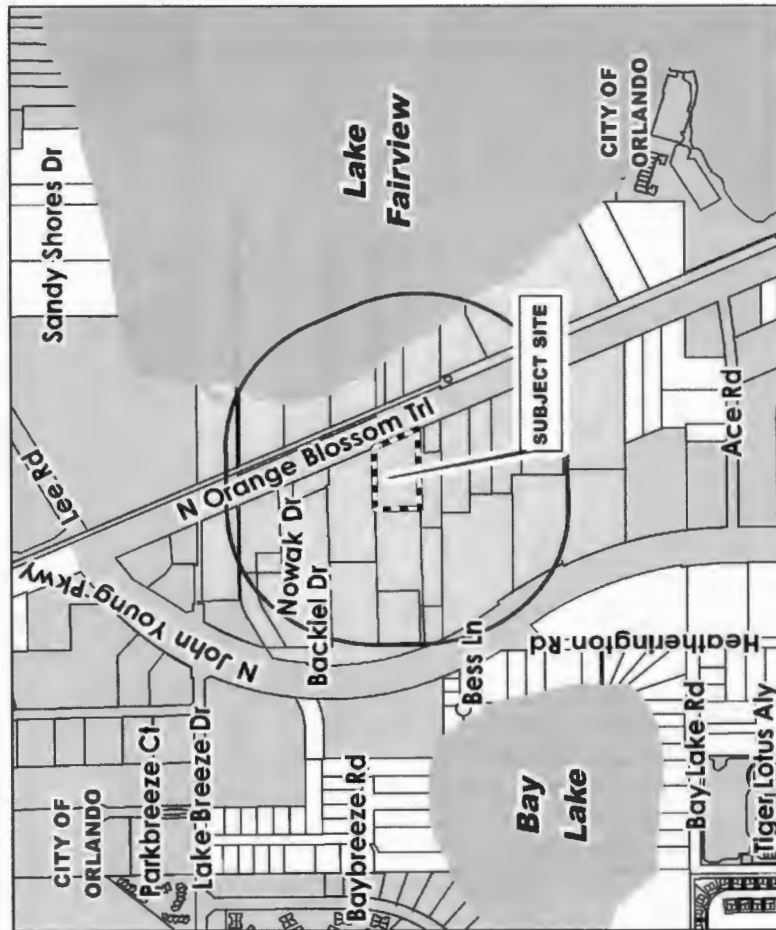 Sandy Shores Dr
Lake
Fairview
CITY OF
ORLANDO
Lee Rd
N Orange Blossom Trl
SUBJECT SITE
Ace Rd
N John Young Pkwy
Nowak Dr
Backiel Dr
Bess Ln
Heatherington Rd
CITY OF
ORLANDO
Parkbreeze Ct
Lake Breeze Dr
Baybreeze Rd
Bay
Lake
Bay Lake Rd
Tiger Lotus Aly